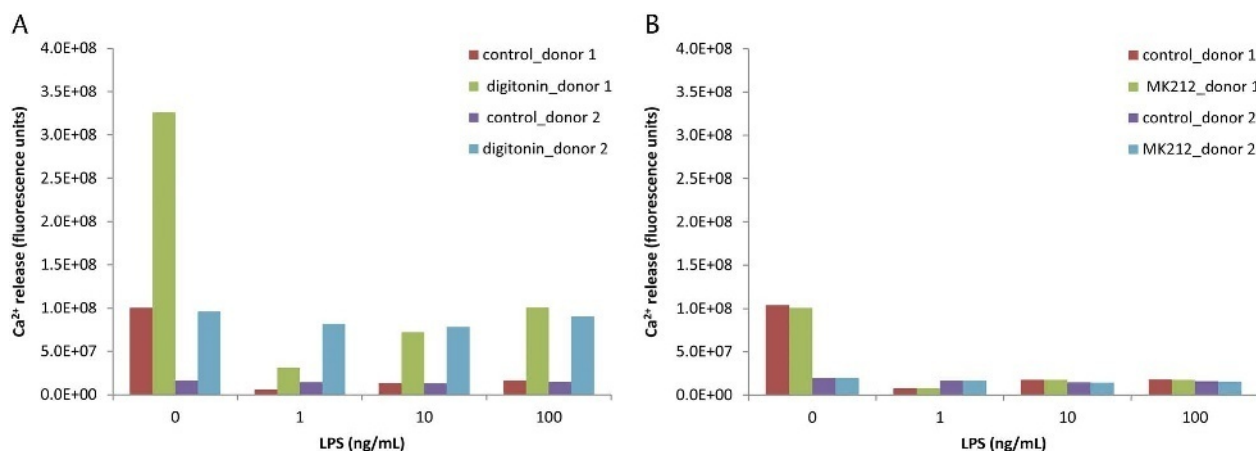 A
Ca²⁺ release (fluorescence units)
4.0E+08
3.5E+08
3.0E+08
2.5E+08
2.0E+08
1.5E+08
1.0E+08
5.0E+07
0.0E+00
control_donor 1
digitonin_donor 1
control_donor 2
digitonin_donor 2
0 1 10 100
LPS (ng/mL)
B
Ca²⁺ release (fluorescence units)
4.0E+08
3.5E+08
3.0E+08
2.5E+08
2.0E+08
1.5E+08
1.0E+08
5.0E+07
0.0E+00
control_donor 1
MK212_donor 1
control_donor 2
MK212_donor 2
0 1 10 100
LPS (ng/mL)